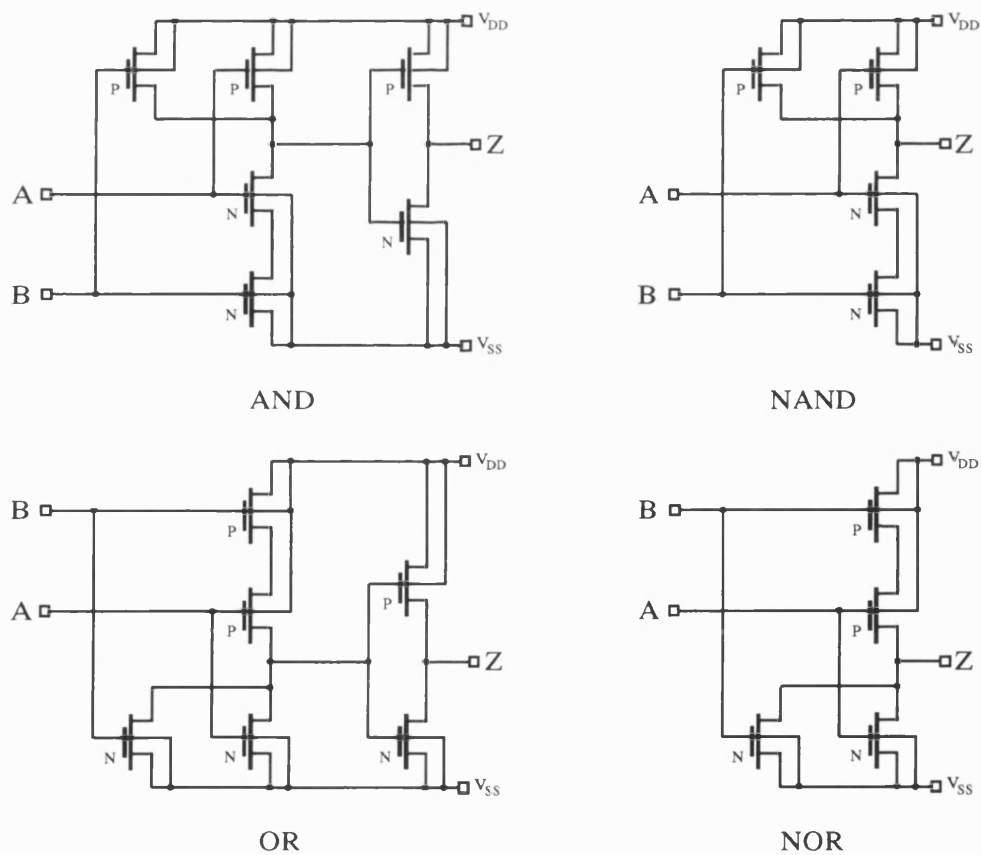 V_DD V_DD
P P P P P
Z Z
A A
N N N
B B
N N
V_SS V_SS
AND NAND
V_DD V_DD
B B
P P
A A
P P P
Z Z
N N N N N
V_SS V_SS
OR NOR